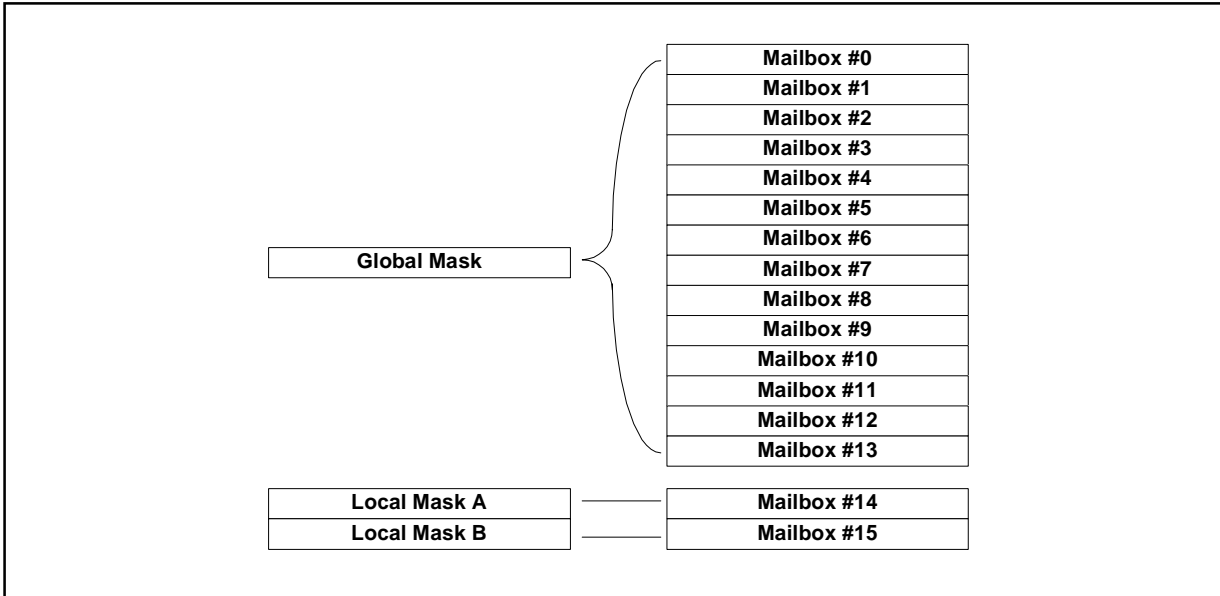 Mailbox #0
Mailbox #1
Mailbox #2
Mailbox #3
Mailbox #4
Mailbox #5
Mailbox #6
Global Mask
Mailbox #7
Mailbox #8
Mailbox #9
Mailbox #10
Mailbox #11
Mailbox #12
Mailbox #13
Local Mask A
Mailbox #14
Local Mask B
Mailbox #15